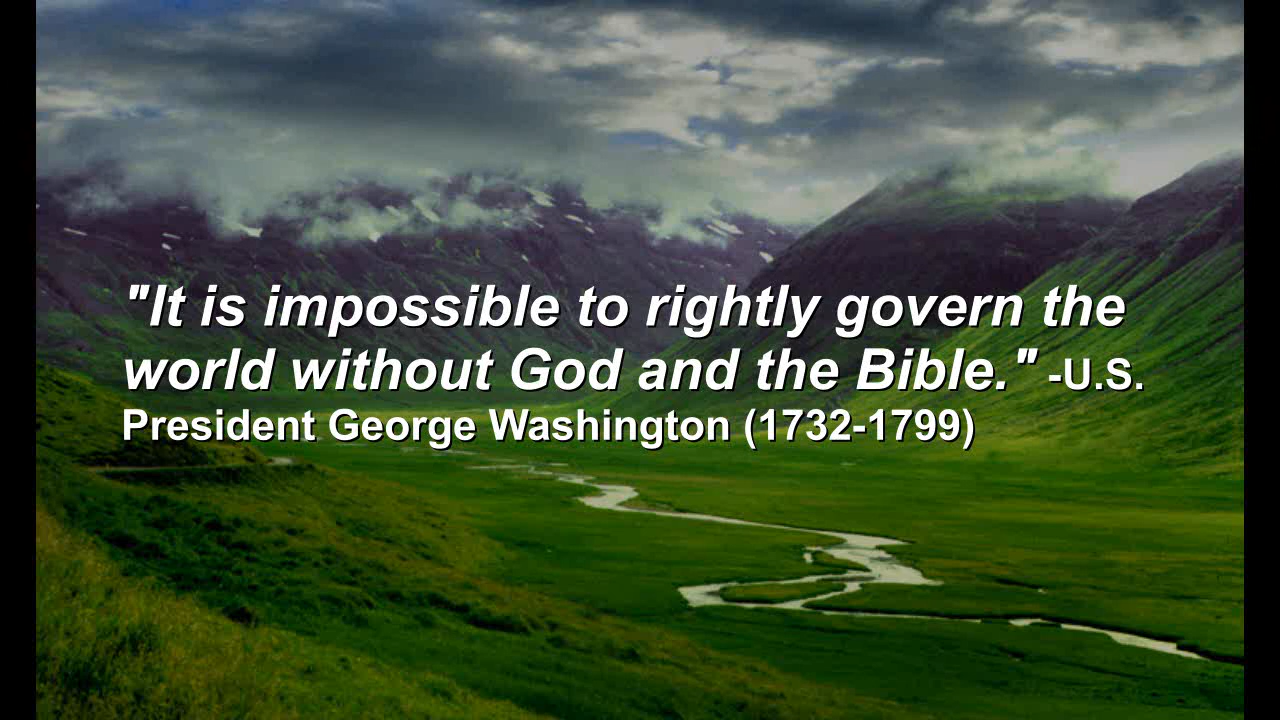 "It is impossible to rightly govern the
world without God and the Bible." -U.S.
President George Washington (1732-1799)